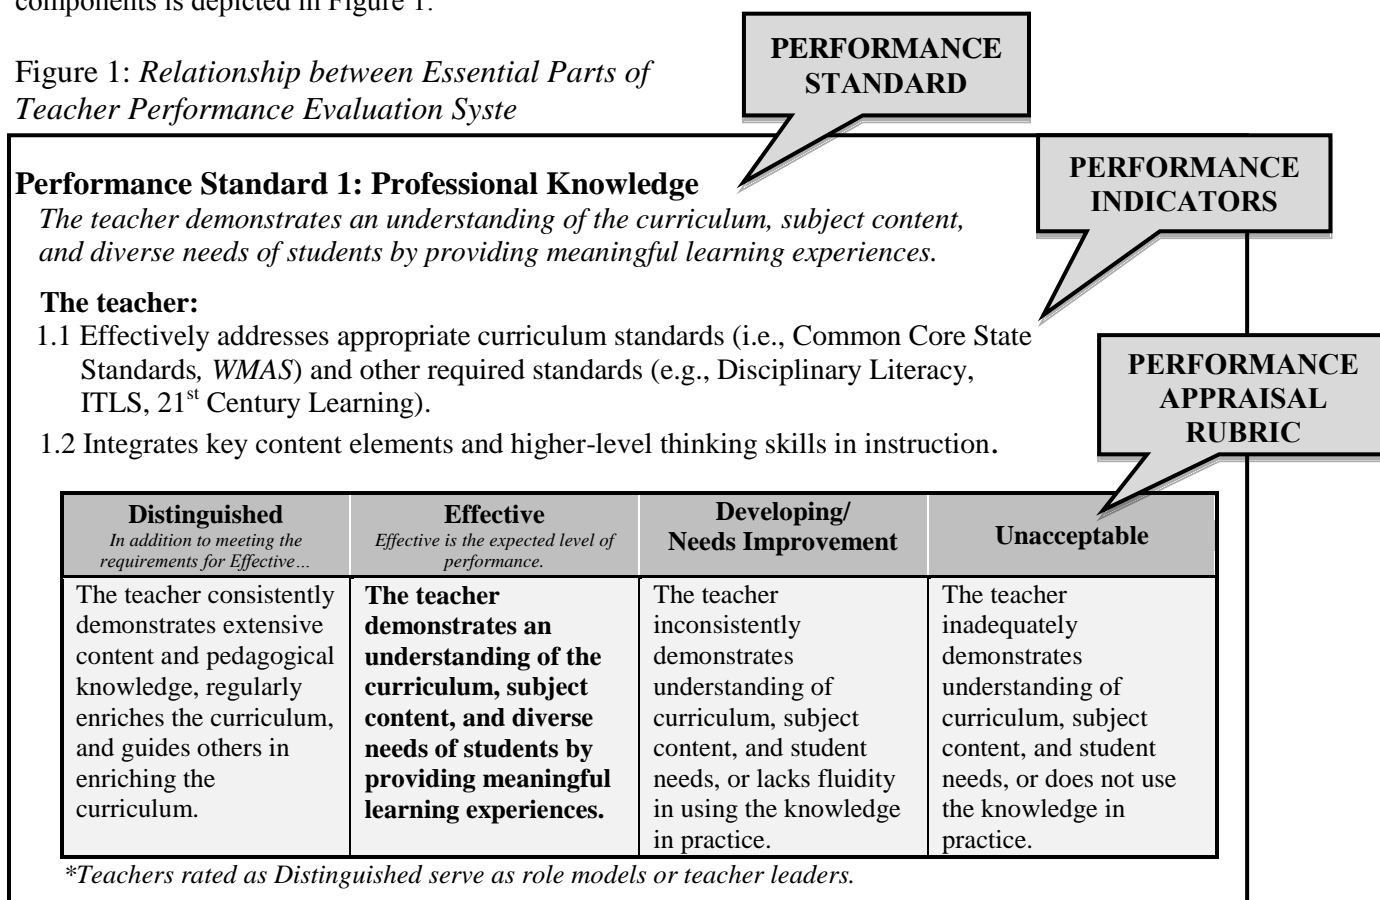 components is depicted in Figure 1.
PERFORMANCE
STANDARD
Figure 1: Relationship between Essential Parts of
Teacher Performance Evaluation Syste
PERFORMANCE
INDICATORS
Performance Standard 1: Professional Knowledge
The teacher demonstrates an understanding of the curriculum, subject content,
and diverse needs of students by providing meaningful learning experiences.
The teacher:
1.1 Effectively addresses appropriate curriculum standards (i.e., Common Core State
Standards, WMAS) and other required standards (e.g., Disciplinary Literacy,
ITLS, 21st Century Learning).
1.2 Integrates key content elements and higher-level thinking skills in instruction.
PERFORMANCE
APPRAISAL
RUBRIC
Distinguished
In addition to meeting the
requirements for Effective…
Effective
Effective is the expected level of
performance.
Developing/
Needs Improvement
Unacceptable
The teacher consistently
demonstrates extensive
content and pedagogical
knowledge, regularly
enriches the curriculum,
and guides others in
enriching the
curriculum.
The teacher
demonstrates an
understanding of the
curriculum, subject
content, and diverse
needs of students by
providing meaningful
learning experiences.
The teacher
inconsistently
demonstrates
understanding of
curriculum, subject
content, and student
needs, or lacks fluidity
in using the knowledge
in practice.
The teacher
inadequately
demonstrates
understanding of
curriculum, subject
content, and student
needs, or does not use
the knowledge in
practice.
*Teachers rated as Distinguished serve as role models or teacher leaders.